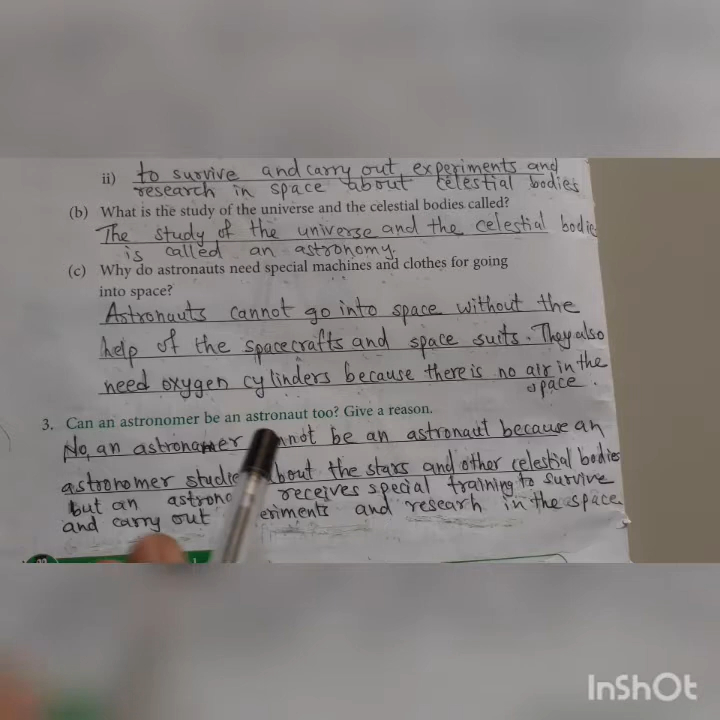 ii) to survive and carry out experiments and
research in space about celestial bodies
(b) What is the study of the universe and the celestial bodies called?
The study of the universe and the celestial bodie
is called an astronomy.
(c) Why do astronauts need special machines and clothes for going
into space?
Astronauts cannot go into space without the
help of the spacecrafts and space suits. They also
need oxygen cylinders because there is no air in the
space.
3. Can an astronomer be an astronaut too? Give a reason.
No, an astronomer nnot be an astronaut because an
astronomer studie bout the stars and other celestial bodies
but an astrono receives special training to survive
and carry out eriments and researh in the space
InShOt